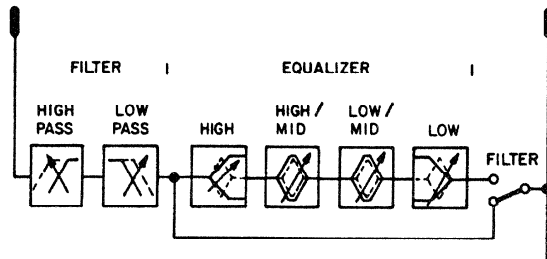 FILTER
EQUALIZER
HIGH PASS
LOW PASS
HIGH
HIGH / MID
LOW / MID
LOW
FILTER